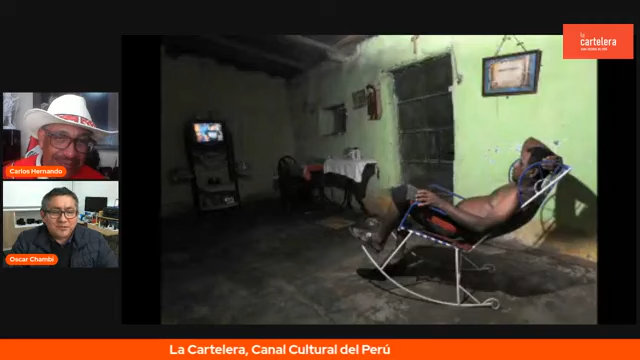 la
cartelera
Carlos Hernando
Oscar Chambi
La Cartelera, Canal Cultural del Perú